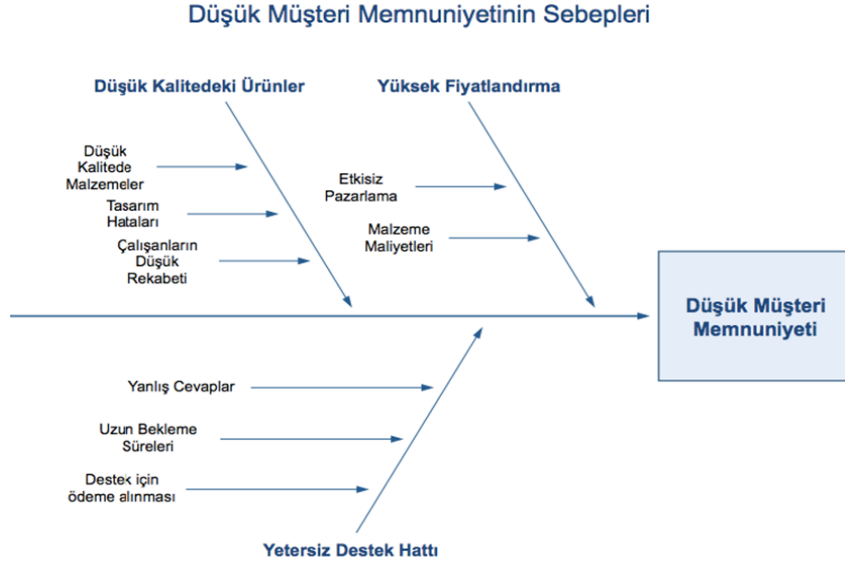 Düşük Müşteri Memnuniyetinin Sebepleri
Düşük Kalitedeki Ürünler
Yüksek Fiyatlandırma
Düşük
Kalitede
Malzemeler
Tasarım
Hataları
Çalışanların
Düşük
Rekabeti
Etkisiz
Pazarlama
Malzeme
Maliyetleri
Düşük Müşteri
Memnuniyeti
Yanlış Cevaplar
Uzun Bekleme
Süreleri
Destek için
ödeme alınması
Yetersiz Destek Hattı